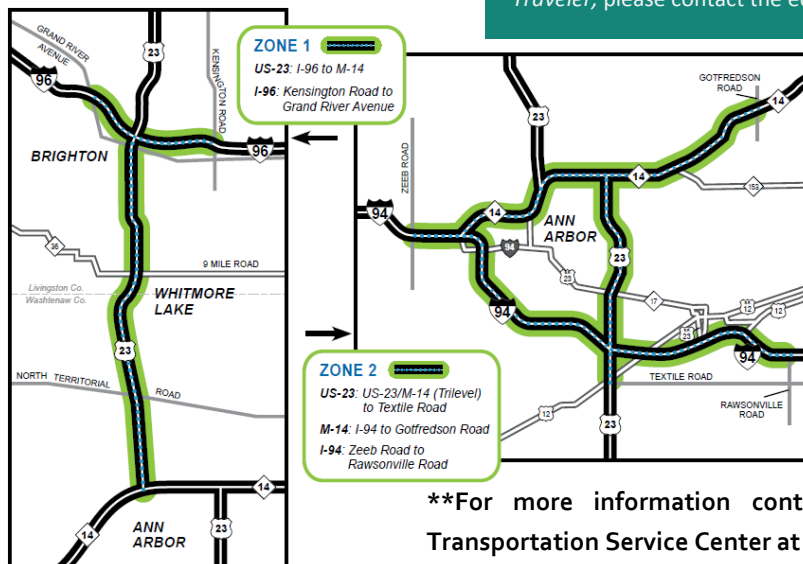 Traveler, please contact the e
GRAND RIVER
AVENUE
23
KENSINGTON ROAD
96
96
BRIGHTON
36
9 MILE ROAD
Livingston Co.
Washtenaw Co.
WHITMORE
LAKE
23
NORTH TERRITORIAL ROAD
14
14
23
ANN
ARBOR
ZONE 1
US-23: I-96 to M-14
I-96: Kensington Road to
Grand River Avenue
ZONE 2
US-23: US-23/M-14 (Trilevel)
to Textile Road
M-14: I-94 to Gotfredson Road
I-94: Zeeb Road to
Rawsonville Road
GOTFREDSON
ROAD
14
23
ZEEB ROAD
14
153
94
14
ANN
ARBOR
94
23
23
17
94
12
12
23
94
TEXTILE ROAD
12
RAWSONVILLE
ROAD
23
**For more information cont
Transportation Service Center at